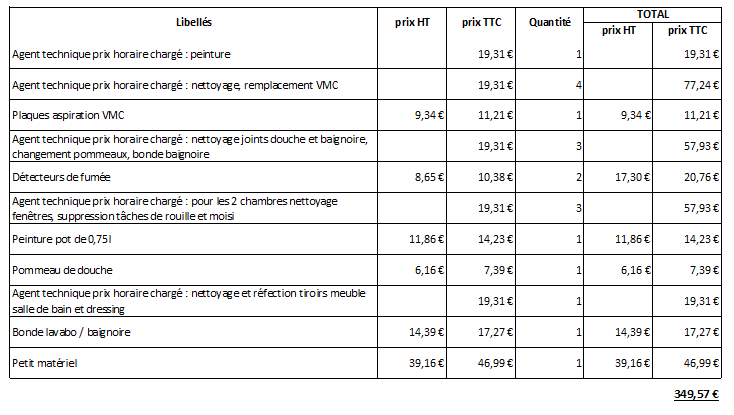 Libellés prix HT prix TTC Quantité TOTAL
prix HT prix TTC
Agent technique prix horaire chargé : peinture 19,31 € 1 19,31 €
Agent technique prix horaire chargé : nettoyage, remplacement VMC 19,31 € 4 77,24 €
Plaques aspiration VMC 9,34 € 11,21 € 1 9,34 € 11,21 €
Agent technique prix horaire chargé : nettoyage joints douche et baignoire,
changement pommeaux, bonde baignoire 19,31 € 3 57,93 €
Détecteurs de fumée 8,65 € 10,38 € 2 17,30 € 20,76 €
Agent technique prix horaire chargé : pour les 2 chambres nettoyage
fenêtres, suppression tâches de rouille et moisi 19,31 € 3 57,93 €
Peinture pot de 0,75l 11,86 € 14,23 € 1 11,86 € 14,23 €
Pommeau de douche 6,16 € 7,39 € 1 6,16 € 7,39 €
Agent technique prix horaire chargé : nettoyage et réfection tiroirs meuble
salle de bain et dressing 19,31 € 1 19,31 €
Bonde lavabo / baignoire 14,39 € 17,27 € 1 14,39 € 17,27 €
Petit matériel 39,16 € 46,99 € 1 39,16 € 46,99 €
349,57 €